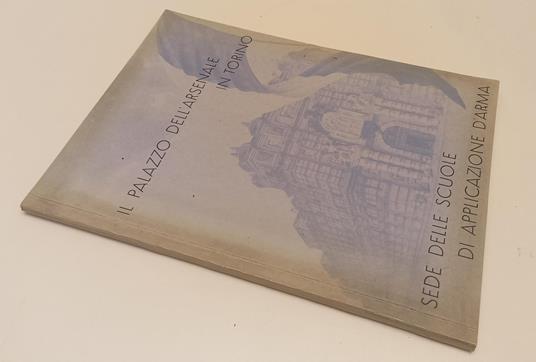 IL PALAZZO DELL'ARSENALE
IN TORINO
SEDE DELLE SCUOLE
DI APPLICAZIONE D'ARMA